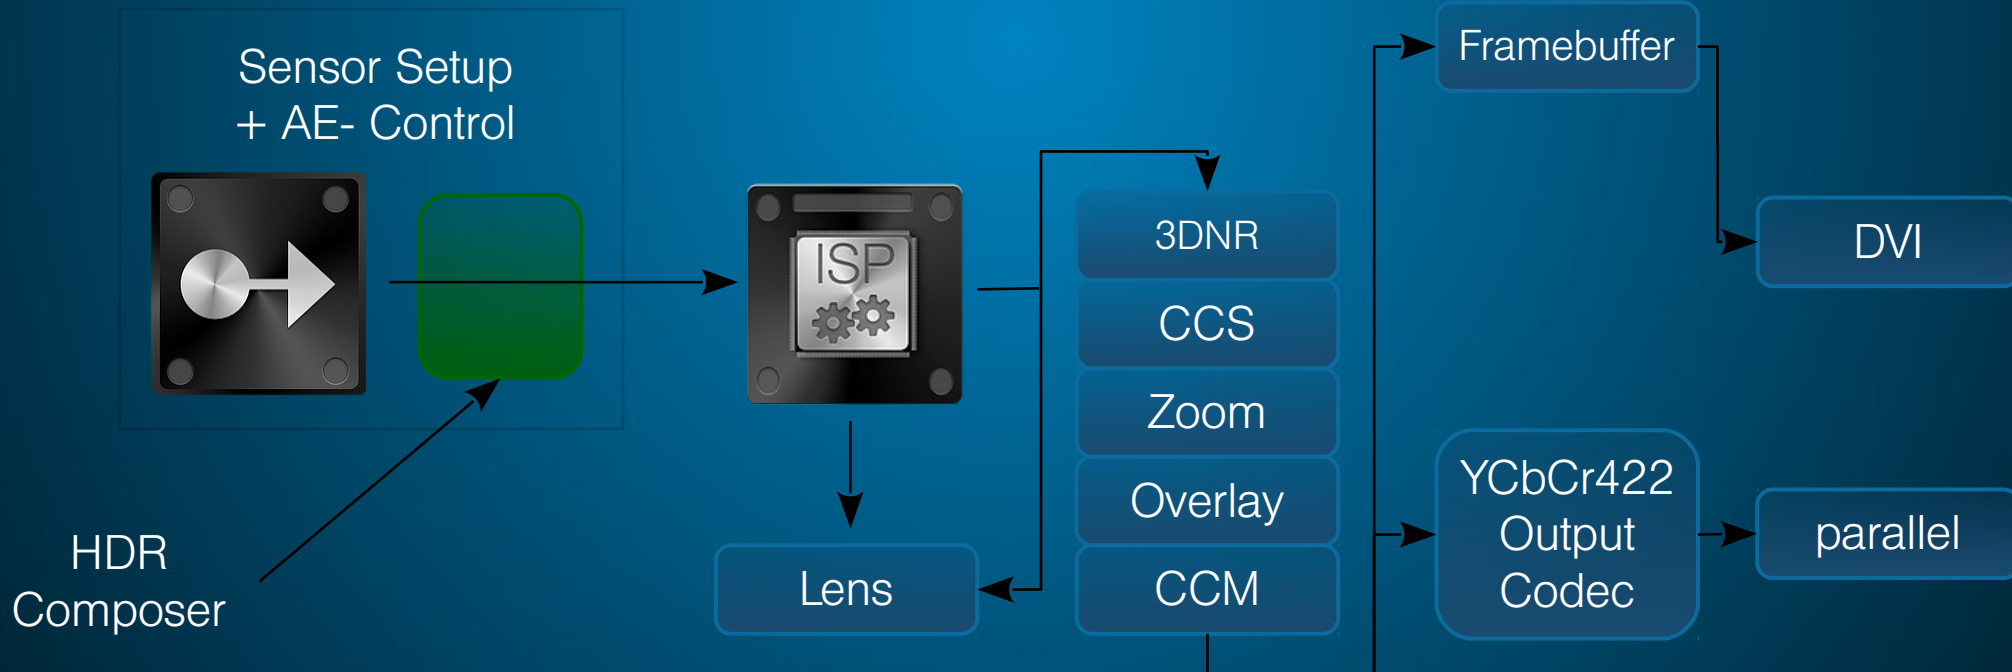 Sensor Setup
+ AE- Control
HDR
Composer
ISP
Lens
3DNR
CCS
Zoom
Overlay
CCM
Framebuffer
DVI
YCbCr422
Output
Codec
parallel